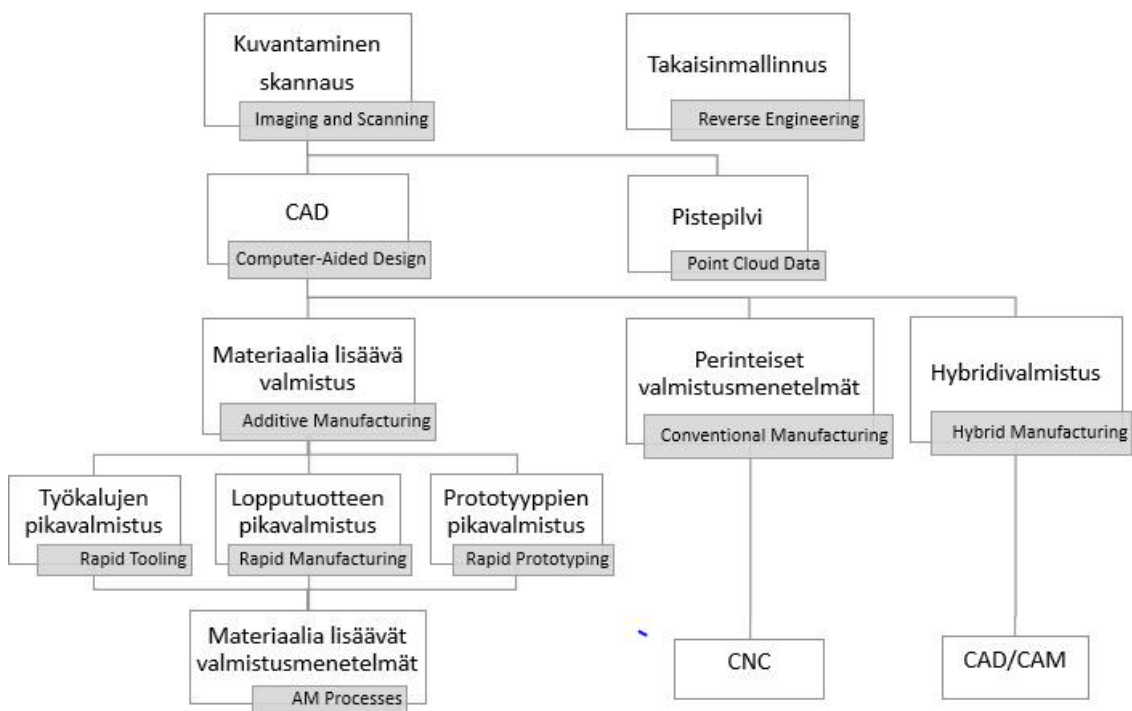 Kuvantaminen
skannaus
Imaging and Scanning
Takaisinmallinnus
Reverse Engineering
CAD
Computer-Aided Design
Pistepilvi
Point Cloud Data
Materiaalia lisäävä
valmistus
Additive Manufacturing
Perinteiset
valmistusmenetelmät
Conventional Manufacturing
Hybridivalmistus
Hybrid Manufacturing
Työkalujen
pikavalmistus
Rapid Tooling
Lopputuotteen
pikavalmistus
Rapid Manufacturing
Prototyyppien
pikavalmistus
Rapid Prototyping
Materiaalia lisäävät
valmistusmenetelmät
AM Processes
CNC
CAD/CAM